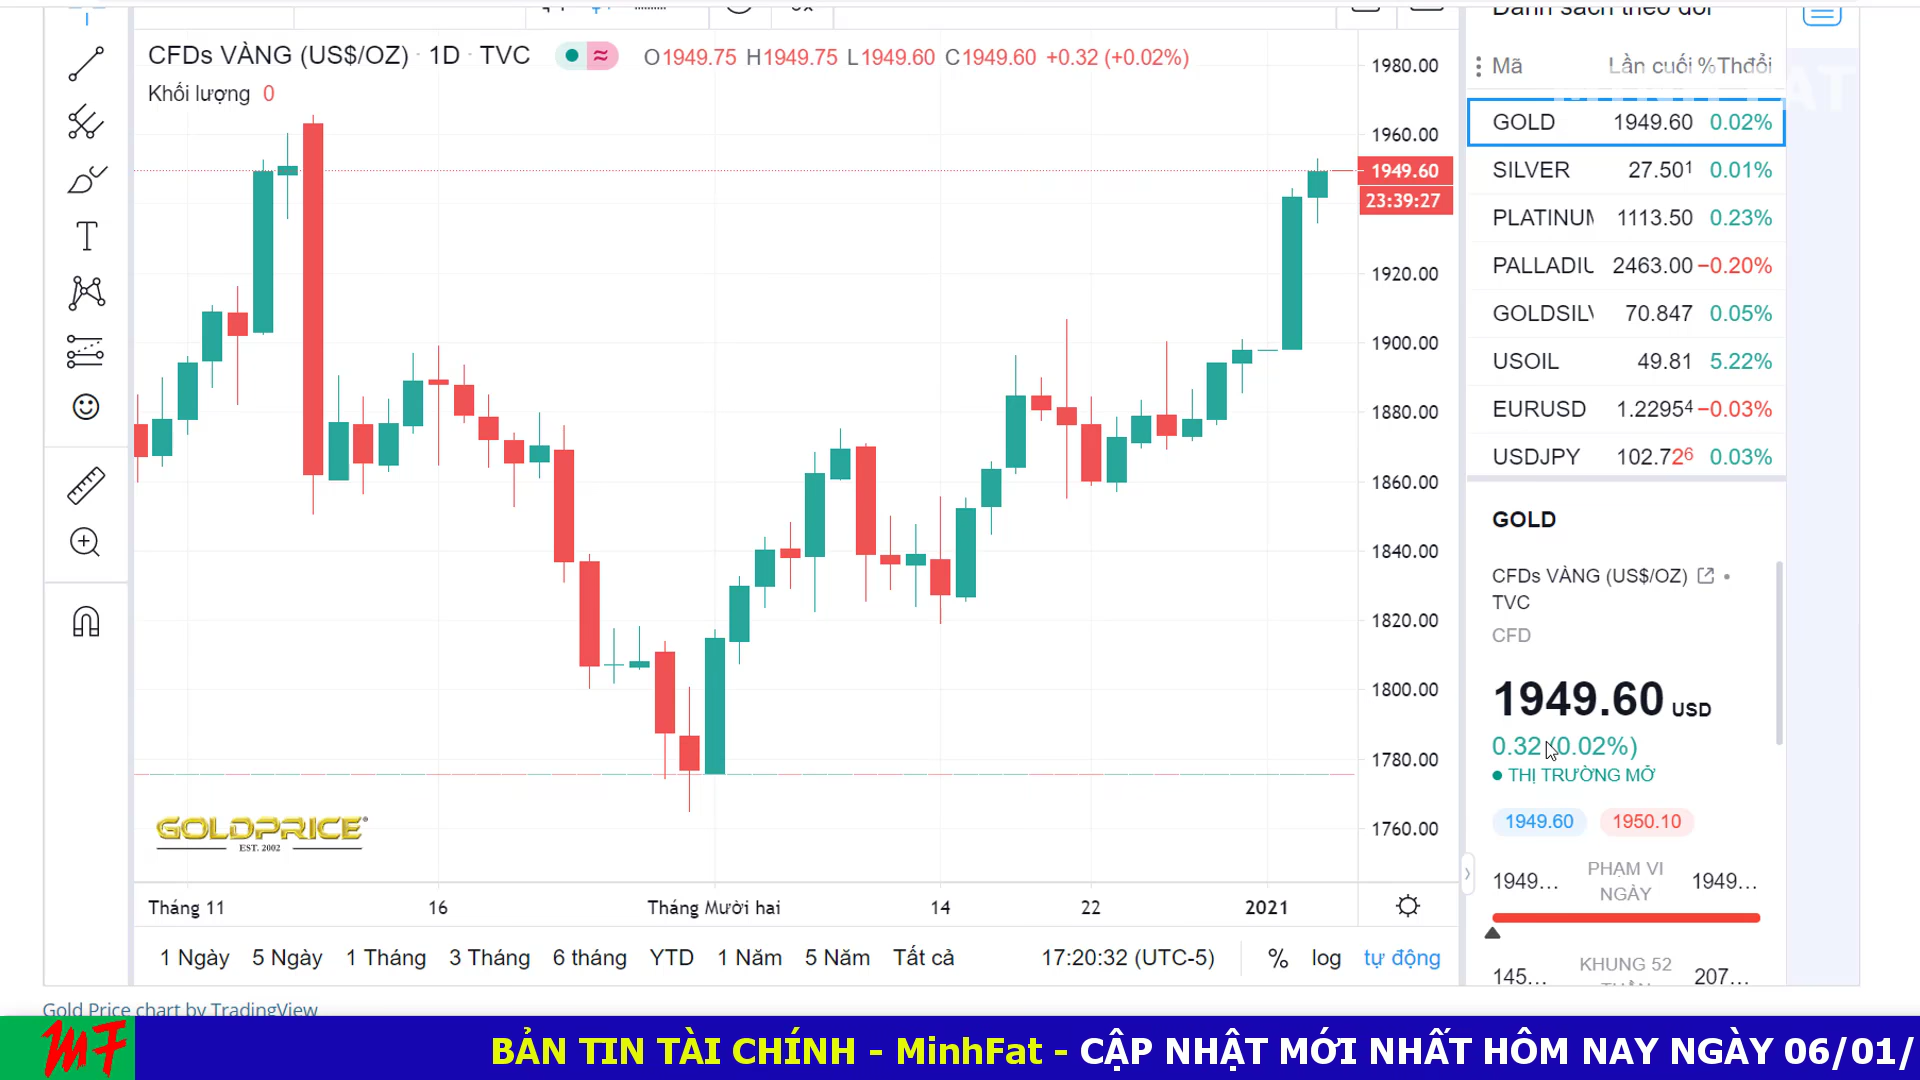 Danh sách theo dõi
CFDs VÀNG (US$/OZ) · 1D · TVC
O1949.75 H1949.75 L1949.60 C1949.60 +0.32 (+0.02%)
Khối lượng 0
1980.00
1960.00
1949.60
23:39:27
1920.00
1900.00
1880.00
1860.00
1840.00
1820.00
1800.00
1780.00
1760.00
GOLDPRICE
EST. 2002
Tháng 11
16
Tháng Mười hai
14
22
2021
1 Ngày
5 Ngày
1 Tháng
3 Tháng
6 tháng
YTD
1 Năm
5 Năm
Tất cả
17:20:32 (UTC-5)
%
log
tự động
Mã Lần cuối %Thđổi
GOLD 1949.60 0.02%
SILVER 27.501 0.01%
PLATINUM 1113.50 0.23%
PALLADIU 2463.00 −0.20%
GOLDSILV 70.847 0.05%
USOIL 49.81 5.22%
EURUSD 1.22954 −0.03%
USDJPY 102.726 0.03%
GOLD
CFDs VÀNG (US$/OZ) •
TVC
CFD
1949.60 USD
0.32 (0.02%)
THỊ TRƯỜNG MỞ
1949.60 1950.10
1949... PHẠM VI NGÀY 1949...
145... KHUNG 52 207...
Gold Price chart by TradingView
MF
BẢN TIN TÀI CHÍNH - MinhFat - CẬP NHẬT MỚI NHẤT HÔM NAY NGÀY 06/01/